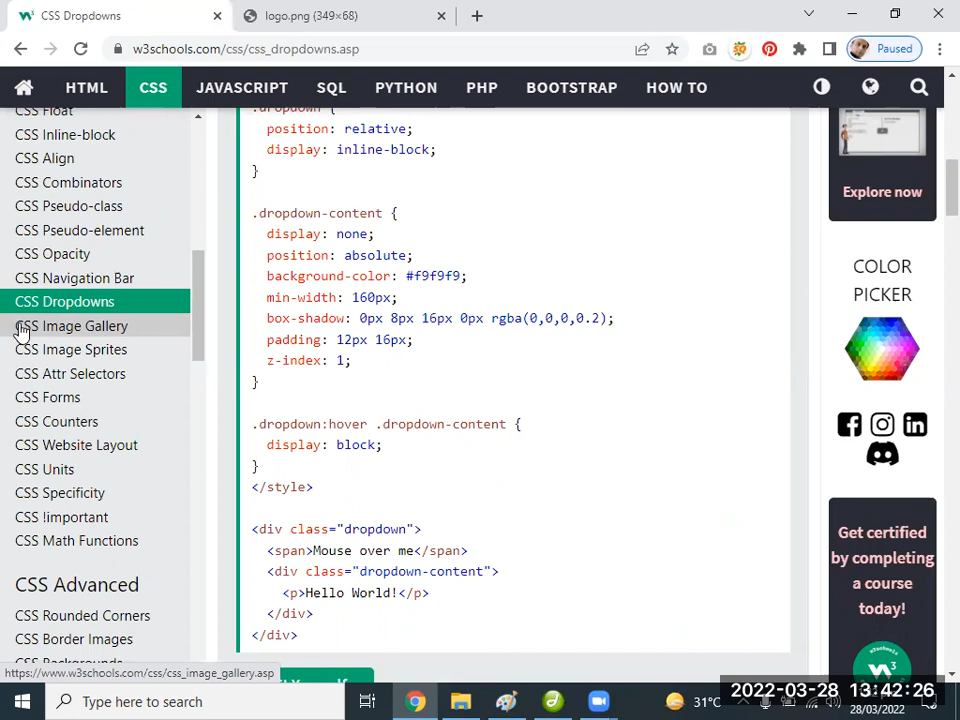 CSS Dropdowns
logo.png (349×68)
w3schools.com/css/css_dropdowns.asp
Paused
HTML
CSS
JAVASCRIPT
SQL
PYTHON
PHP
BOOTSTRAP
HOW TO
CSS Float
CSS Inline-block
CSS Align
CSS Combinators
CSS Pseudo-class
CSS Pseudo-element
CSS Opacity
CSS Navigation Bar
CSS Dropdowns
CSS Image Gallery
CSS Image Sprites
CSS Attr Selectors
CSS Forms
CSS Counters
CSS Website Layout
CSS Units
CSS Specificity
CSS !important
CSS Math Functions
CSS Advanced
CSS Rounded Corners
CSS Border Images
CSS Backgrounds
https://www.w3schools.com/css/css_image_gallery.asp
.dropdown {
position: relative;
display: inline-block;
}
.dropdown-content {
display: none;
position: absolute;
background-color: #f9f9f9;
min-width: 160px;
box-shadow: 0px 8px 16px 0px rgba(0,0,0,0.2);
padding: 12px 16px;
z-index: 1;
}
.dropdown:hover .dropdown-content {
display: block;
}
</style>
<div class="dropdown">
<span>Mouse over me</span>
<div class="dropdown-content">
<p>Hello World!</p>
</div>
</div>
Explore now
COLOR
PICKER
Get certified
by completing
a course
today!
Type here to search
31°C
2022-03-28 13:42:26
28/03/2022